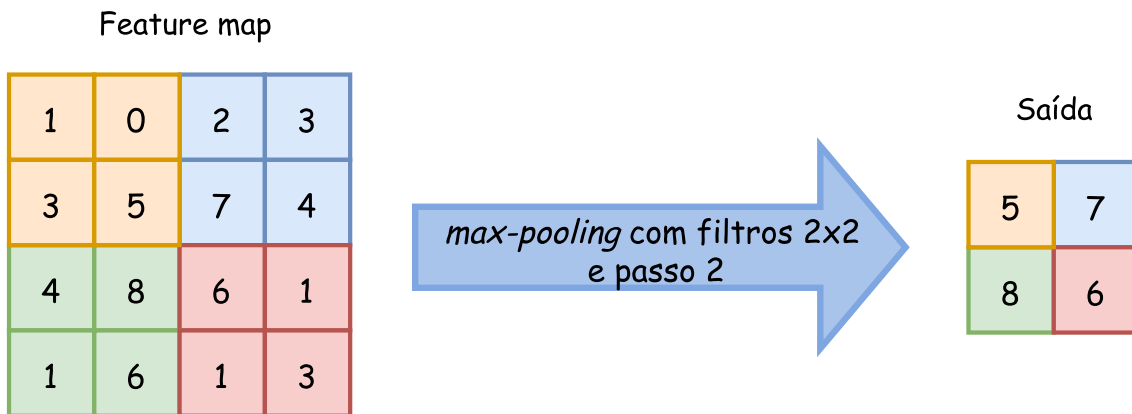 Feature map
1 0 2 3
3 5 7 4
4 8 6 1
1 6 1 3
max-pooling com filtros 2x2
e passo 2
Saída
5 7
8 6